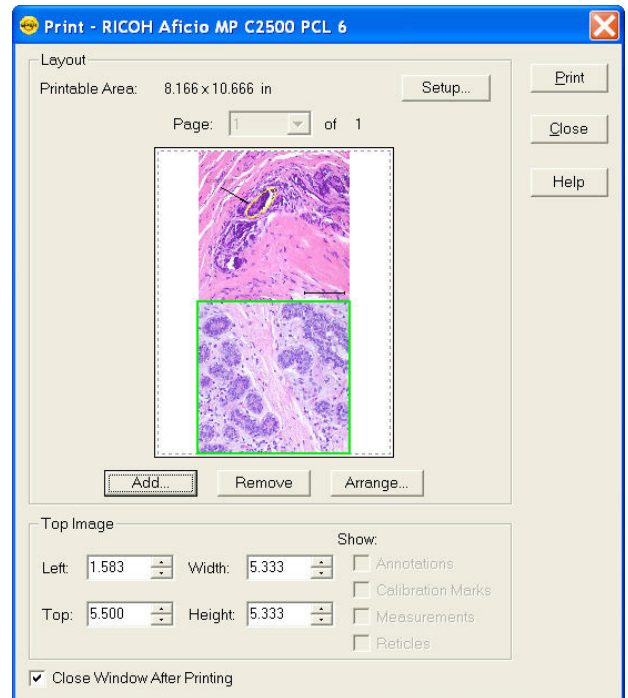 Print - RICOH Aficio MP C2500 PCL 6
Layout
Printable Area: 8.166 x 10.666 in
Setup...
Print
Page: 1 of 1
Close
Help
Add... Remove Arrange...
Top Image
Show:
Left: 1.583 Width: 5.333 Annotations
Calibration Marks
Top: 5.500 Height: 5.333 Measurements
Reticles
Close Window After Printing